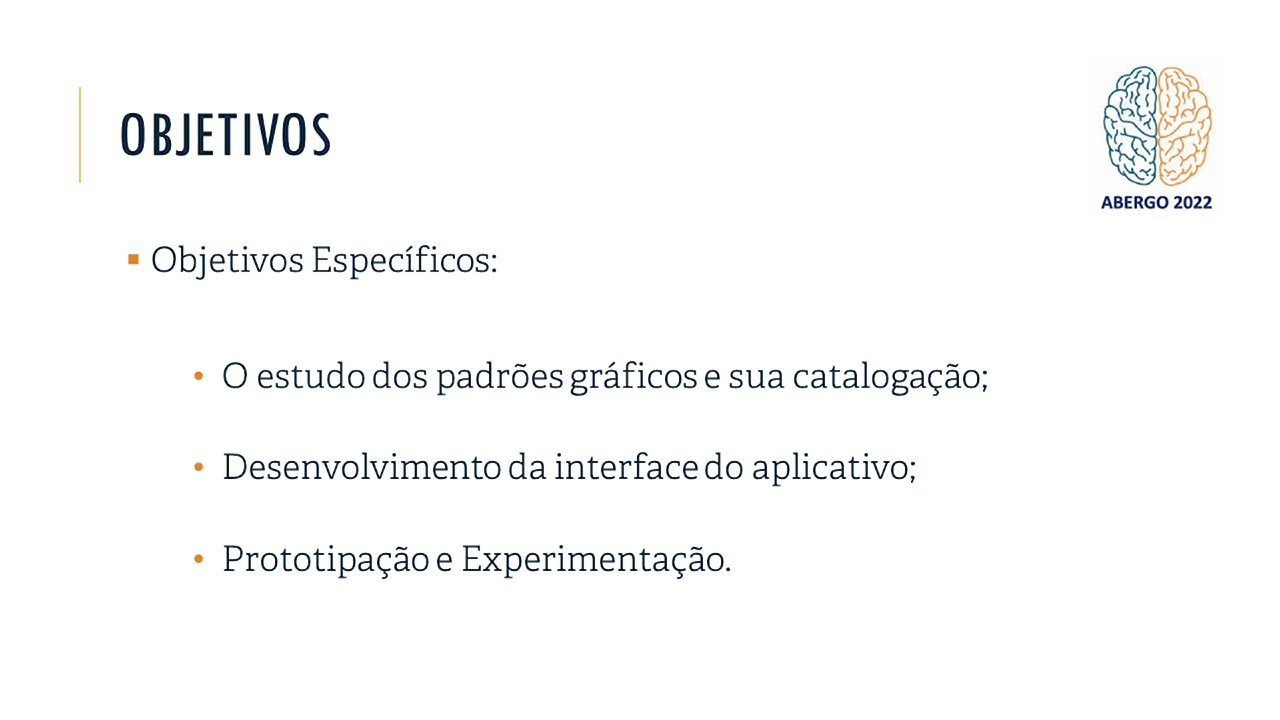 OBJETIVOS
ABERGO 2022
Objetivos Específicos:
O estudo dos padrões gráficos e sua catalogação;
Desenvolvimento da interface do aplicativo;
Prototipação e Experimentação.